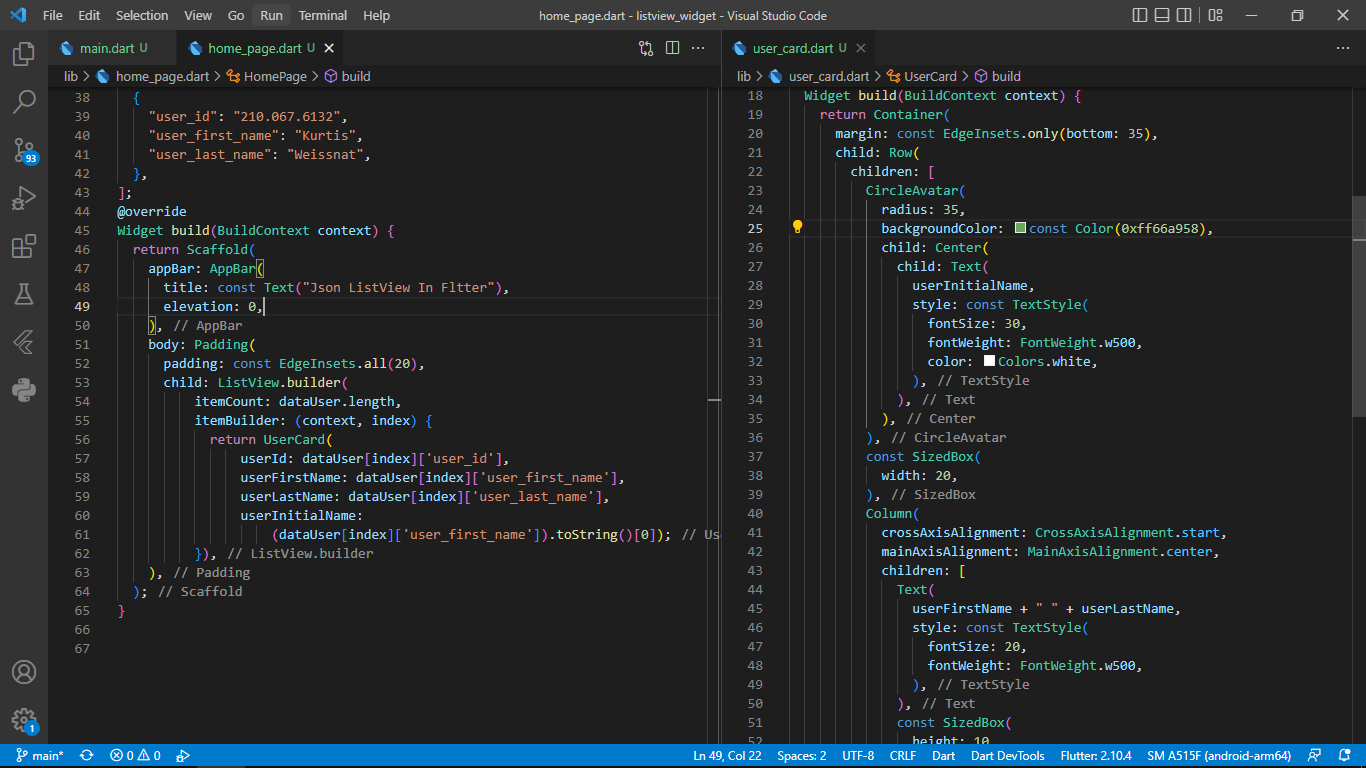 File Edit Selection View Go Run Terminal Help
home_page.dart - listview_widget - Visual Studio Code
main.dart U
home_page.dart U
lib > home_page.dart > HomePage > build
38 {
39 "user_id": "210.067.6132",
40 "user_first_name": "Kurtis",
41 "user_last_name": "Weissnat",
42 },
43 ];
44 @override
45 Widget build(BuildContext context) {
46 return Scaffold(
47 appBar: AppBar(
48 title: const Text("Json ListView In Fltter"),
49 elevation: 0,
50 ), // AppBar
51 body: Padding(
52 padding: const EdgeInsets.all(20),
53 child: ListView.builder(
54 itemCount: dataUser.length,
55 itemBuilder: (context, index) {
56 return UserCard(
57 userId: dataUser[index]['user_id'],
58 userFirstName: dataUser[index]['user_first_name'],
59 userLastName: dataUser[index]['user_last_name'],
60 userInitialName:
61 (dataUser[index]['user_first_name']).toString()[0]); // Us
62 }), // ListView.builder
63 ), // Padding
64 ); // Scaffold
65 }
66
67
user_card.dart U
lib > user_card.dart > UserCard > build
18 Widget build(BuildContext context) {
19 return Container(
20 margin: const EdgeInsets.only(bottom: 35),
21 child: Row(
22 children: [
23 CircleAvatar(
24 radius: 35,
25 backgroundColor: const Color(0xff66a958),
26 child: Center(
27 child: Text(
28 userInitialName,
29 style: const TextStyle(
30 fontSize: 30,
31 fontWeight: FontWeight.w500,
32 color: Colors.white,
33 ), // TextStyle
34 ), // Text
35 ), // Center
36 ), // CircleAvatar
37 const SizedBox(
38 width: 20,
39 ), // SizedBox
40 Column(
41 crossAxisAlignment: CrossAxisAlignment.start,
42 mainAxisAlignment: MainAxisAlignment.center,
43 children: [
44 Text(
45 userFirstName + " " + userLastName,
46 style: const TextStyle(
47 fontSize: 20,
48 fontWeight: FontWeight.w500,
49 ), // TextStyle
50 ), // Text
51 const SizedBox(
52 height: 10
93
1
main* 0 0
Ln 49, Col 22 Spaces: 2 UTF-8 CRLF Dart Dart DevTools Flutter: 2.10.4 SM A515F (android-arm64)